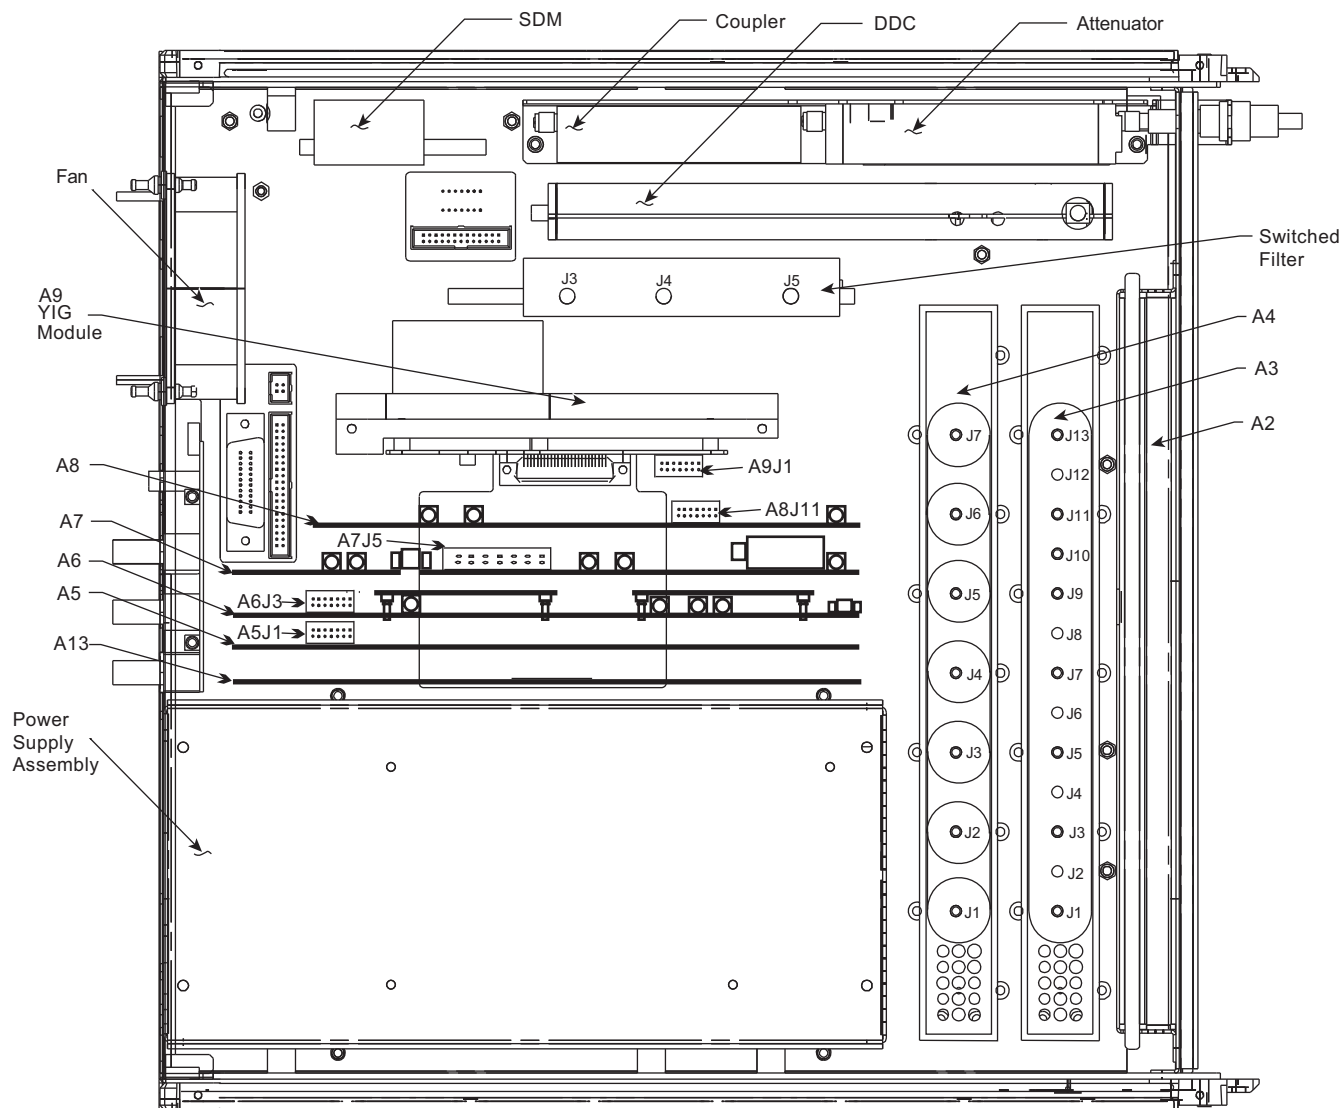 SDM
Coupler
DDC
Attenuator
Fan
Switched
Filter
J3
J4
J5
A9
YIG
Module
A4
A3
A2
J7
J13
J12
A9J1
A8
A8J11
J6
J11
A7
A7J5
J10
A6
A5
A6J3
J5
J9
A5J1
J8
A13
J4
J7
J6
Power
Supply
Assembly
J3
J5
J4
J2
J3
J2
J1
J1